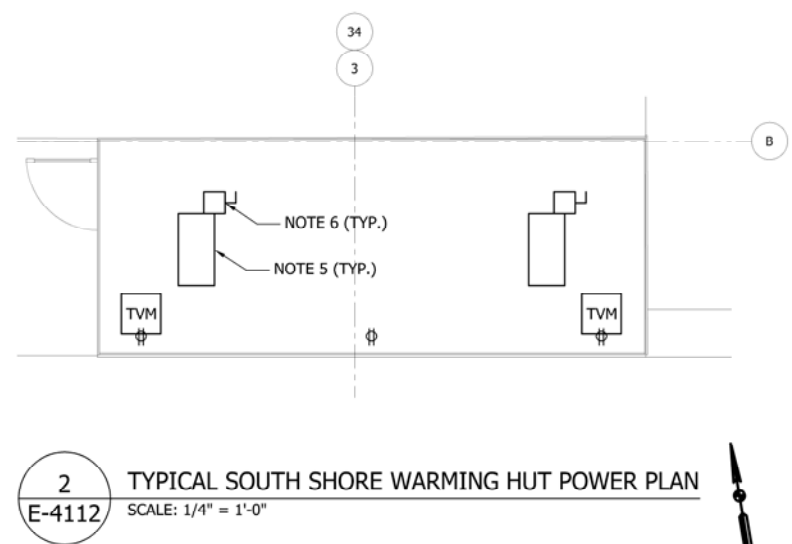 34
3
B
NOTE 6 (TYP.)
NOTE 5 (TYP.)
TVM
TVM
2
E-4112
TYPICAL SOUTH SHORE WARMING HUT POWER PLAN
SCALE: 1/4" = 1'-0"